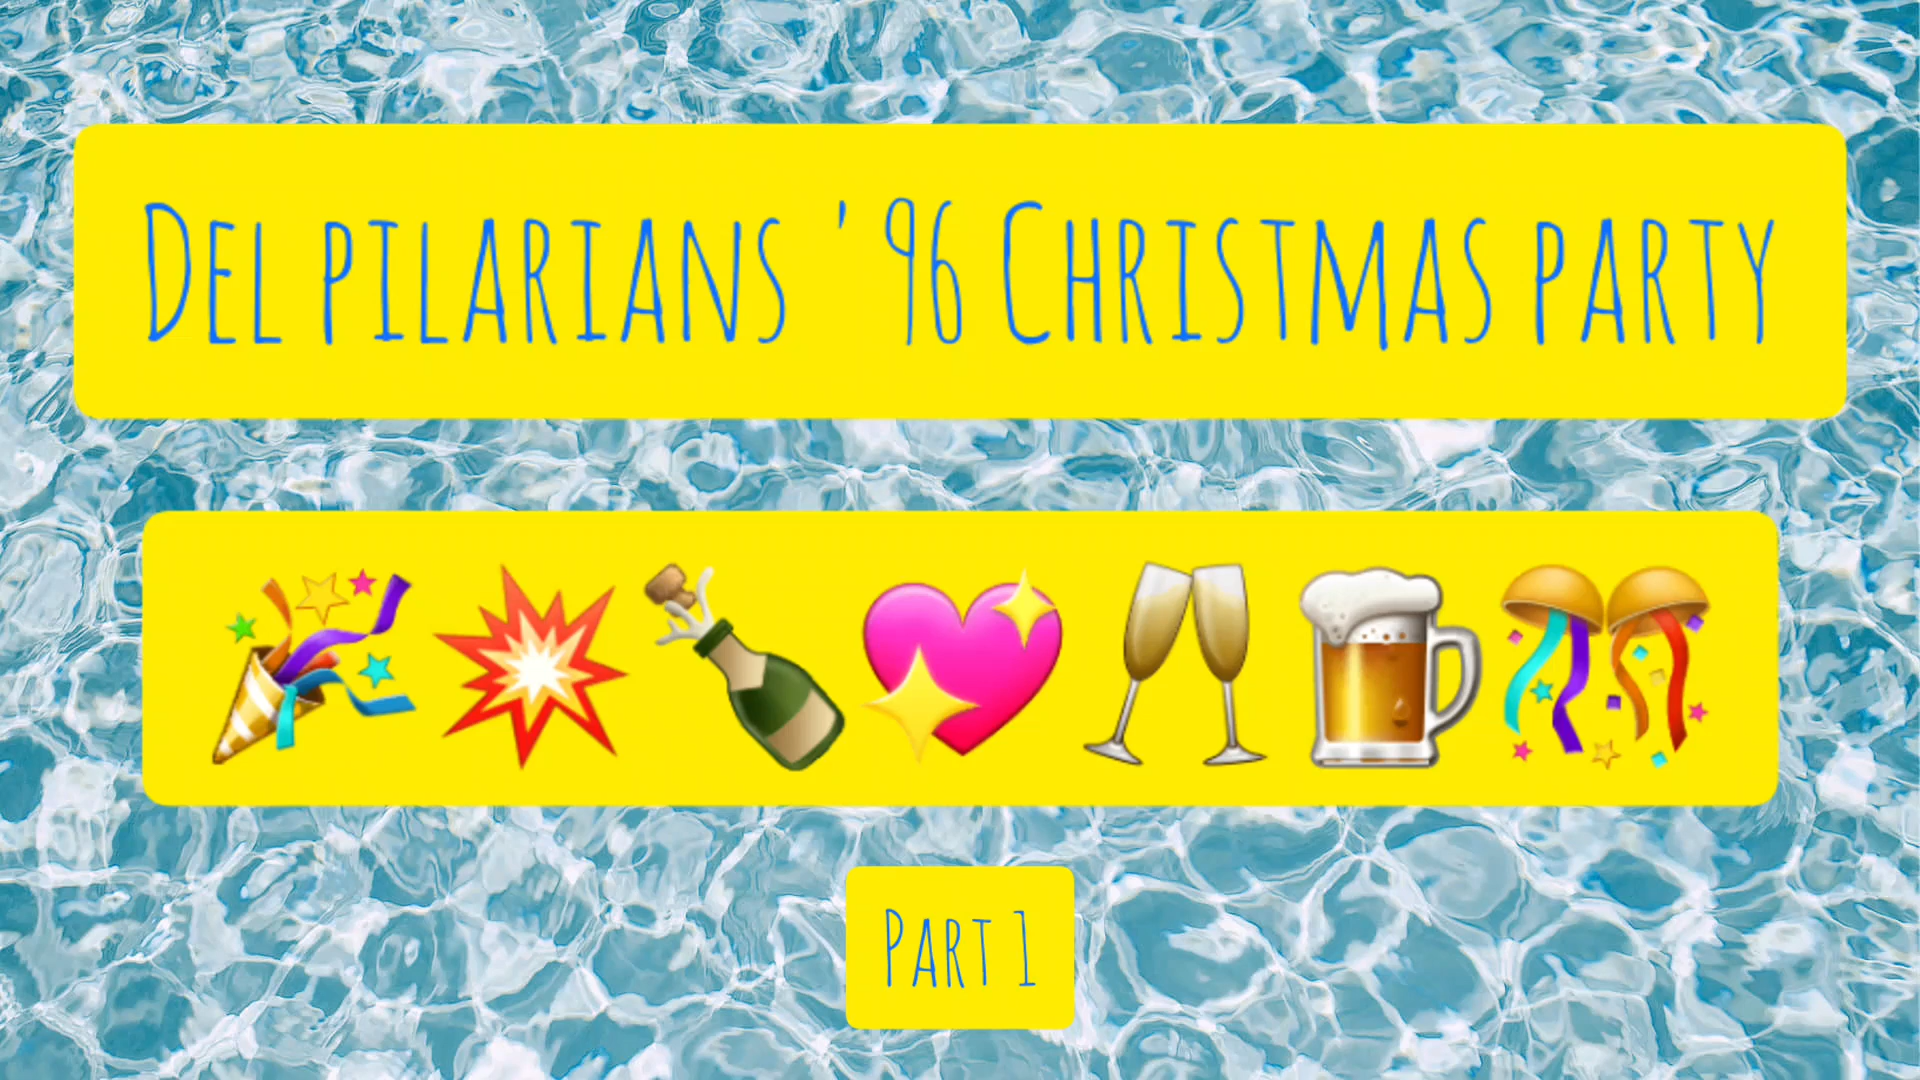 Del pilarians '96 Christmas party
🎉💥🍾💖🥂🍺🎊
Part 1